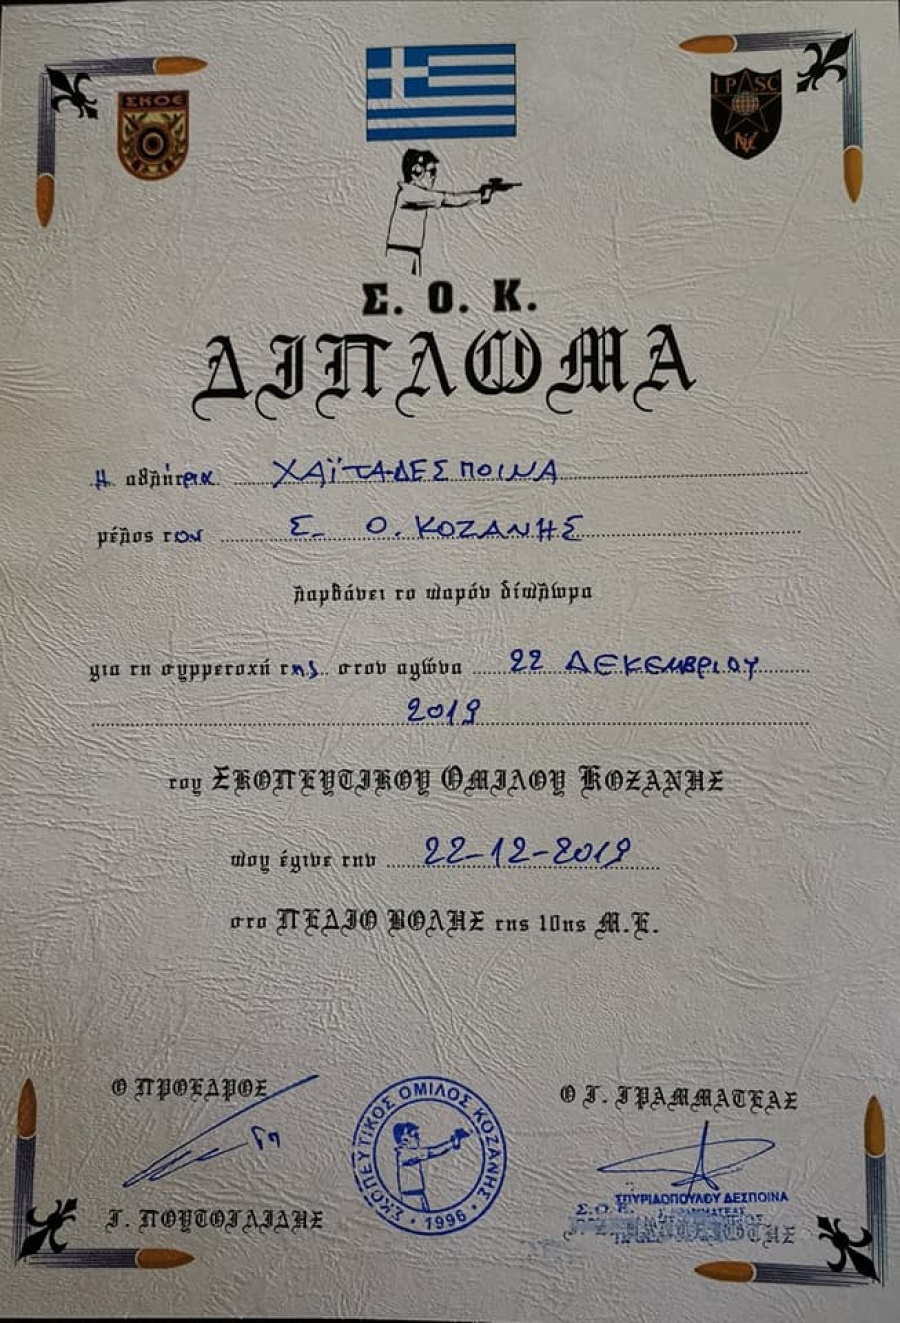 ΣΚΟΕ
IPSC
Σ. Ο. Κ.
ΔΙΠΛΩΜΑ
Η αθλήτρια ΧΑΪΤΑ ΔΕΣΠΟΙΝΑ
μέλος του Σ. Ο. ΚΟΖΑΝΗΣ
λαμβάνει το παρόν δίπλωμα
για τη συμμετοχή της στον αγώνα 22 ΔΕΚΕΜΒΡΙΟΥ
2019
του ΣΚΟΠΕΥΤΙΚΟΥ ΟΜΙΛΟΥ ΚΟΖΑΝΗΣ
που έγινε την 22-12-2019
στο ΠΕΔΙΟ ΒΟΛΗΣ της 10ης Μ.Ε.
Ο ΠΡΟΕΔΡΟΣ
Ο Γ. ΓΡΑΜΜΑΤΕΑΣ
ΣΚΟΠΕΥΤΙΚΟΣ ΟΜΙΛΟΣ ΚΟΖΑΝΗΣ
1996
ΣΠΥΡΙΔΟΠΟΥΛΟΥ ΔΕΣΠΟΙΝΑ
Γ. ΠΟΥΤΟΓΛΙΔΗΣ